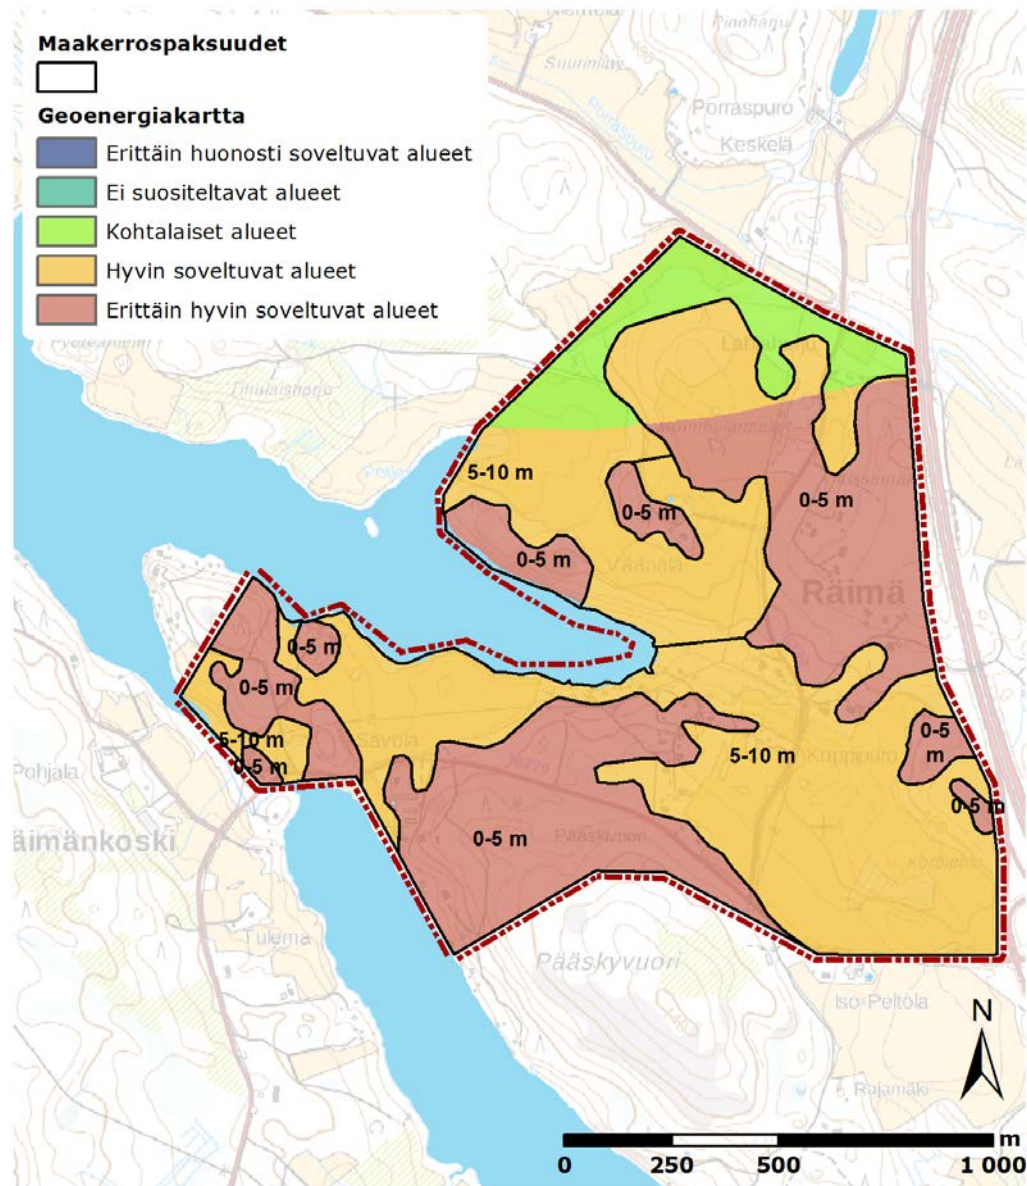 Maakerrospaksuudet
Geoenergiakartta
Erittäin huonosti soveltuvat alueet
Ei suositeltavat alueet
Kohtalaiset alueet
Hyvin soveltuvat alueet
Erittäin hyvin soveltuvat alueet
Pinoharju
Porraspuro
Keskelä
Tihulaisharju
5-10 m
0-5 m
0-5 m
0-5 m
Väänälä
Räimä
0-5 m
0-5 m
5-10 m
0-5 m
Savola
5-10 m
Koppipuro
0-5
m
0-5 m
Pohjala
0-5 m
Pääskyvuori
äimänkoski
Tulema
Pääskyvuori
Iso-Peltola
Rajamäki
N
m
0 250 500 1 000